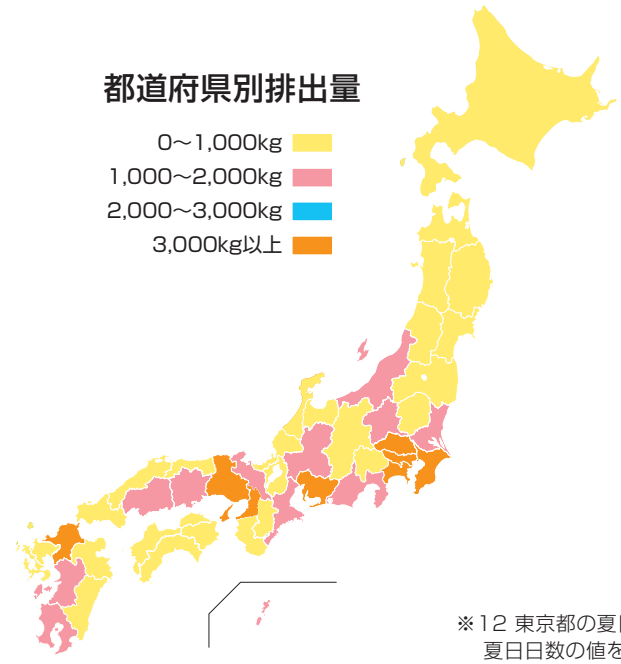 都道府県別排出量
0〜1,000kg
1,000〜2,000kg
2,000〜3,000kg
3,000kg以上
※12 東京都の夏日
夏日日数の値を